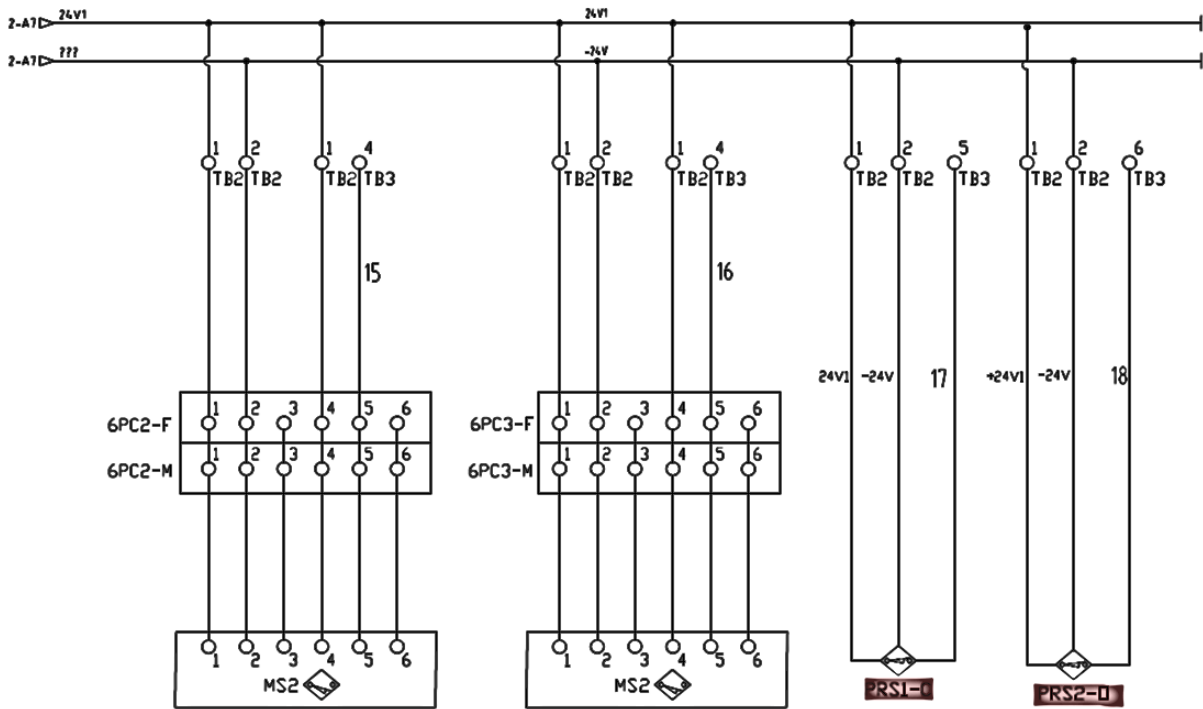 2-A7 24V1 24V1
2-A7 ??? -24V
1 2 1 4 1 2 1 4 1 2 5 1 2 6
TB2 TB2 TB2 TB3 TB2 TB2 TB2 TB3 TB2 TB2 TB3 TB2 TB2 TB3
15 16
24V1 -24V 17 +24V1 -24V 18
1 2 3 4 5 6 1 2 3 4 5 6
6PC2-F 6PC3-F
1 2 3 4 5 6 1 2 3 4 5 6
6PC2-M 6PC3-M
1 2 3 4 5 6 1 2 3 4 5 6
MS2 MS2
PRS1-0 PRS2-0